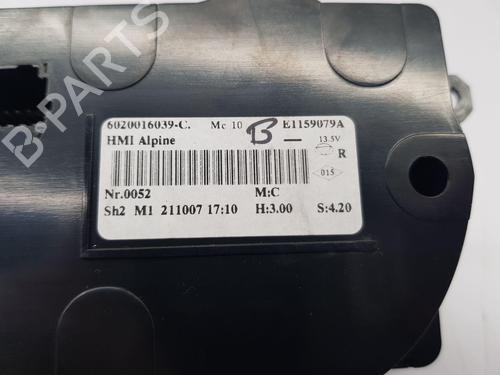 6020016039-C. Mc 10 B E1159079A
HMI Alpine 13.5V
R
015
Nr.0052 M:C
Sh2 M1 211007 17:10 H:3.00 S:4.20
B-PARTS